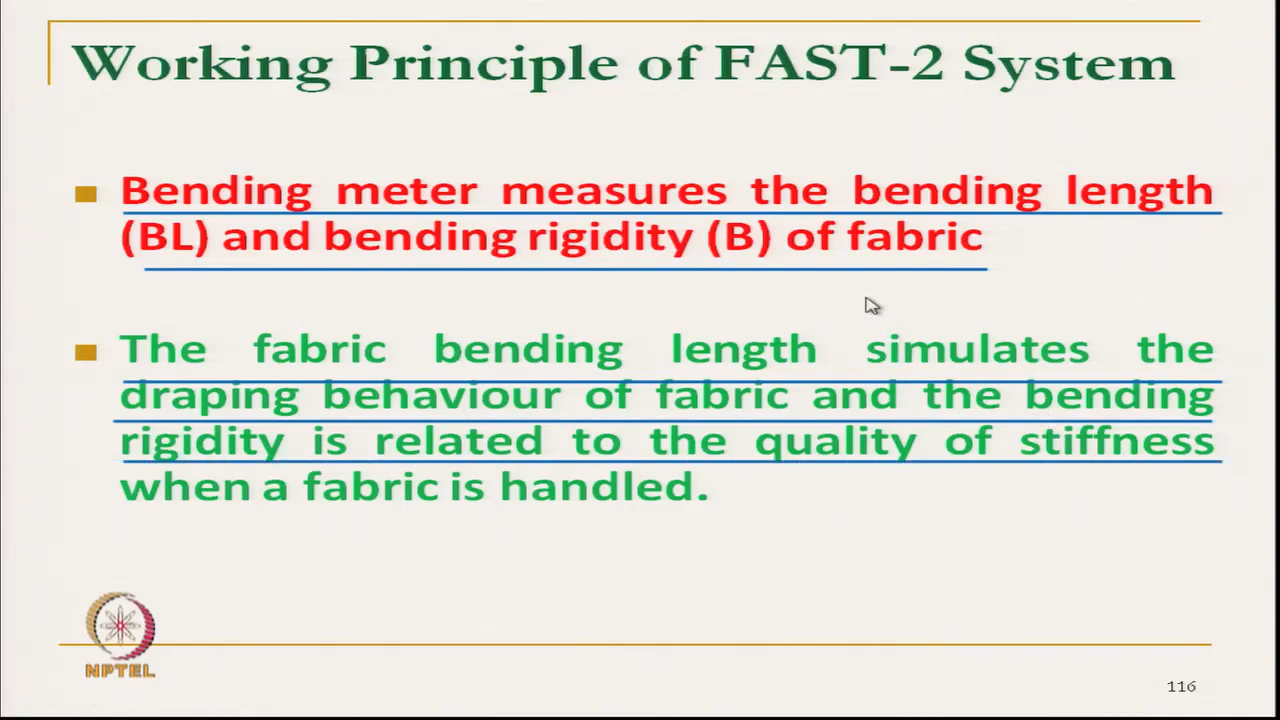 Working Principle of FAST-2 System
Bending meter measures the bending length
(BL) and bending rigidity (B) of fabric
The fabric bending length simulates the
draping behaviour of fabric and the bending
rigidity is related to the quality of stiffness
when a fabric is handled.
NPTEL
116